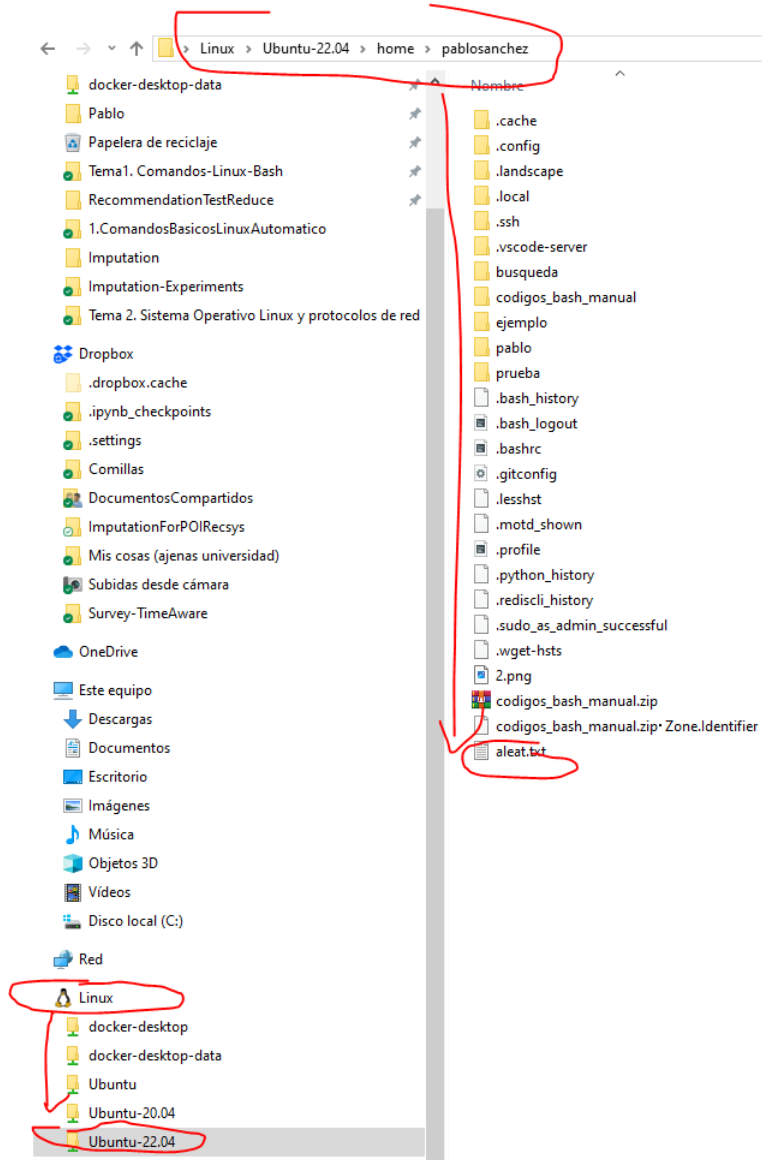 Linux > Ubuntu-22.04 > home > pablosanchez
docker-desktop-data
Pablo
Papelera de reciclaje
Tema1. Comandos-Linux-Bash
RecommendationTestReduce
1.ComandosBasicosLinuxAutomatico
Imputation
Imputation-Experiments
Tema 2. Sistema Operativo Linux y protocolos de red
Dropbox
.dropbox.cache
.ipynb_checkpoints
.settings
Comillas
DocumentosCompartidos
ImputationForPOIRecsys
Mis cosas (ajenas universidad)
Subidas desde cámara
Survey-TimeAware
OneDrive
Este equipo
Descargas
Documentos
Escritorio
Imágenes
Música
Objetos 3D
Vídeos
Disco local (C:)
Red
Linux
docker-desktop
docker-desktop-data
Ubuntu
Ubuntu-20.04
Ubuntu-22.04
Nombre
.cache
.config
.landscape
.local
.ssh
.vscode-server
busqueda
codigos_bash_manual
ejemplo
pablo
prueba
.bash_history
.bash_logout
.bashrc
.gitconfig
.lesshst
.motd_shown
.profile
.python_history
.rediscli_history
.sudo_as_admin_successful
.wget-hsts
2.png
codigos_bash_manual.zip
codigos_bash_manual.zip·Zone.Identifier
aleat.txt